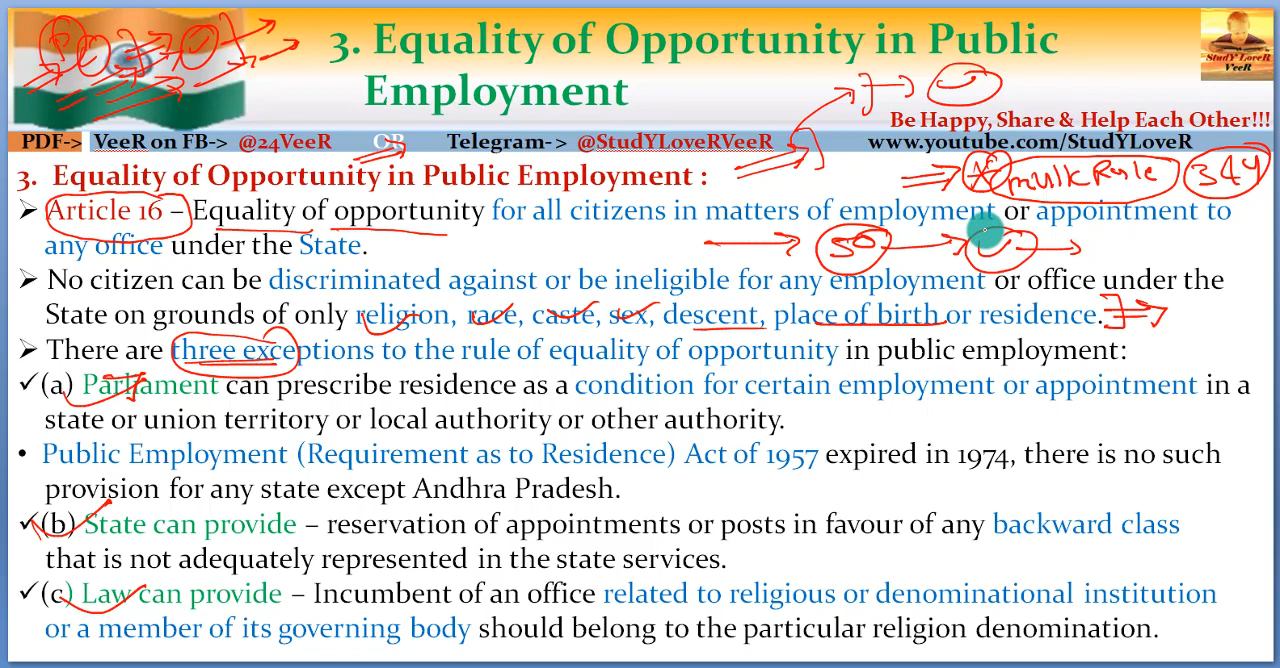 3. Equality of Opportunity in Public
Employment
StudY LoveR
VeeR
Be Happy, Share & Help Each Other!!!
PDF-> VeeR on FB-> @24VeeR OR Telegram-> @StudYLoveRVeeR www.youtube.com/StudYLoveR
3. Equality of Opportunity in Public Employment :
mulk Rule 344
➢ Article 16 – Equality of opportunity for all citizens in matters of employment or appointment to
any office under the State.
50
➢ No citizen can be discriminated against or be ineligible for any employment or office under the
State on grounds of only religion, race, caste, sex, descent, place of birth or residence.
➢ There are three exceptions to the rule of equality of opportunity in public employment:
✓(a) Parliament can prescribe residence as a condition for certain employment or appointment in a
state or union territory or local authority or other authority.
• Public Employment (Requirement as to Residence) Act of 1957 expired in 1974, there is no such
provision for any state except Andhra Pradesh.
✓(b) State can provide – reservation of appointments or posts in favour of any backward class
that is not adequately represented in the state services.
✓(c) Law can provide – Incumbent of an office related to religious or denominational institution
or a member of its governing body should belong to the particular religion denomination.